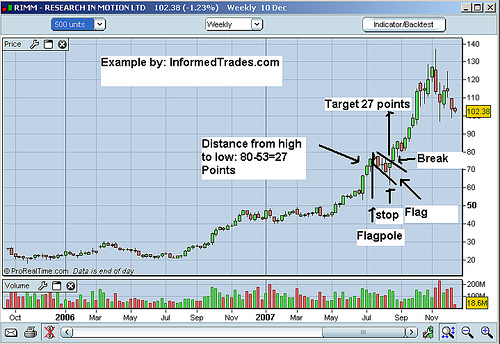 RIMM - RESEARCH IN MOTION LTD 102.38 (-1.23%) Weekly 10 Dec
500 units
Weekly
Indicator/Backtest
Price
Example by: InformedTrades.com
140
130
120
110
102.38
90
80
70
60
50
40
30
20
Target 27 points
Distance from high
to low: 80-53=27
Points
Break
stop
Flag
Flagpole
© ProRealTime.com Data is end of day
Volume
200M
100M
18.6M
Oct 2006 Mar May Jul Sep Nov 2007 Mar May Jul Sep Nov